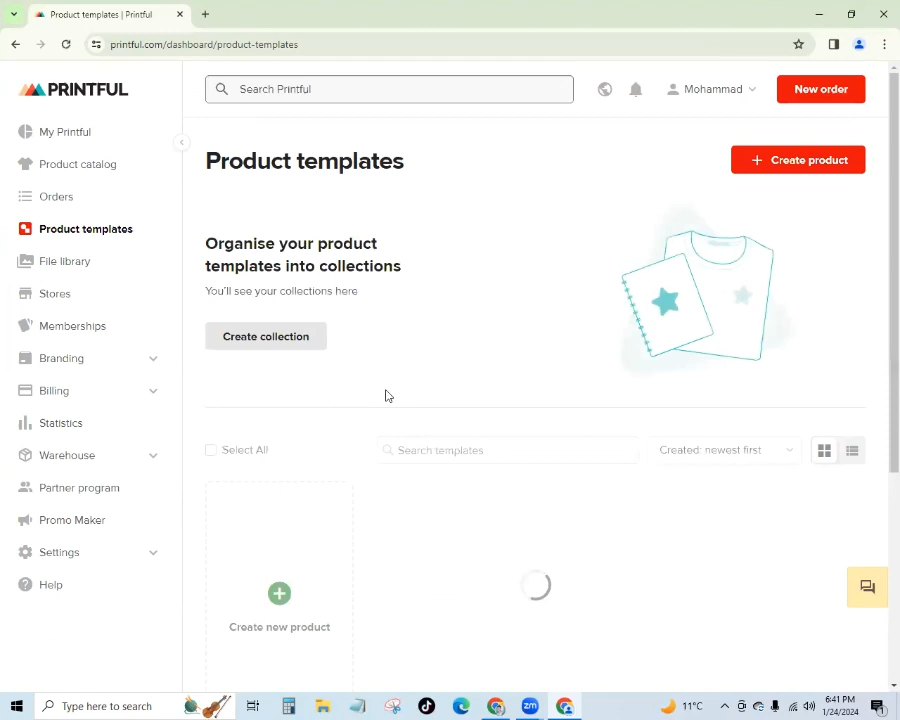 Product templates | Printful
printful.com/dashboard/product-templates
PRINTFUL
Search Printful
Mohammad
New order
My Printful
Product catalog
Orders
Product templates
File library
Stores
Memberships
Branding
Billing
Statistics
Warehouse
Partner program
Promo Maker
Settings
Help
Product templates
Create product
Organise your product
templates into collections
You'll see your collections here
Create collection
Select All
Search templates
Created: newest first
Create new product
Type here to search
zm
11°C
6:41 PM
1/24/2024